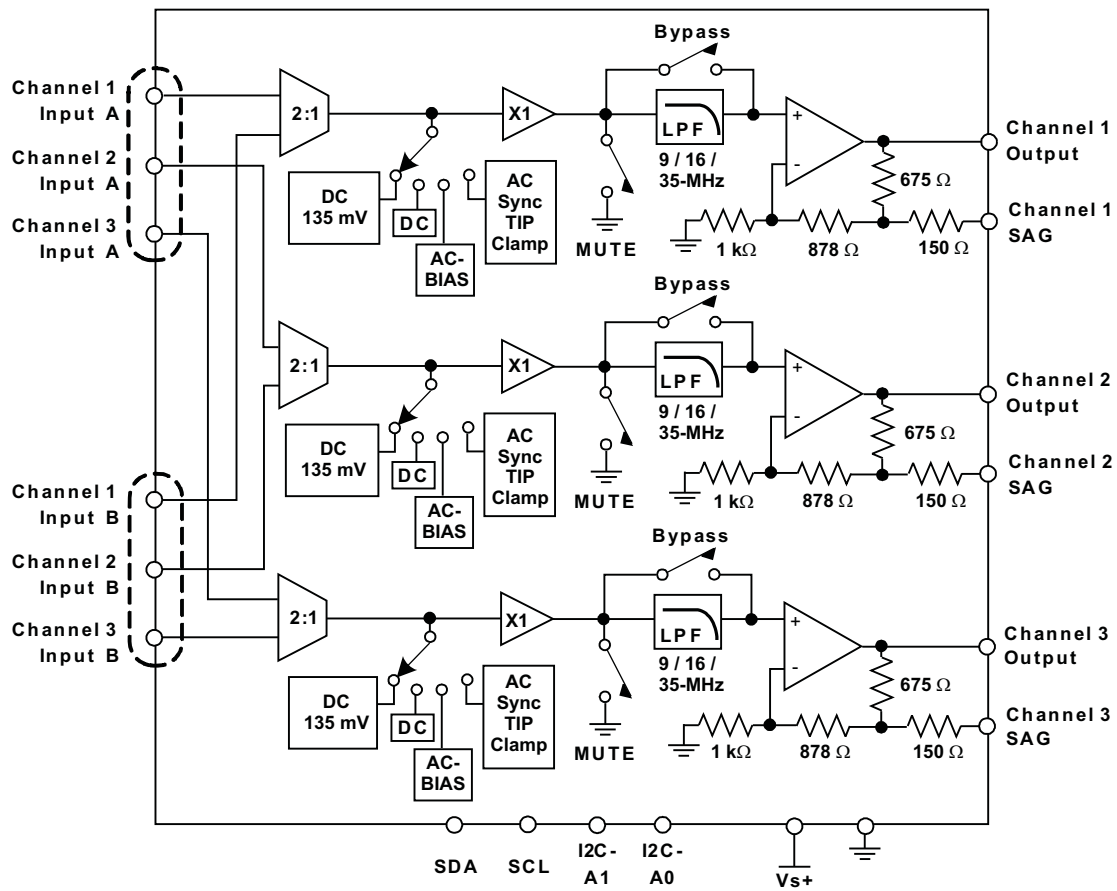 Channel 1
Input A
Channel 2
Input A
Channel 3
Input A
Channel 1
Input B
Channel 2
Input B
Channel 3
Input B
2:1
X1
Bypass
LPF
9 / 16 /
35-MHz
+
-
DC
135 mV
DC
AC-
BIAS
AC
Sync
TIP
Clamp
MUTE
1 kΩ
878 Ω
675 Ω
150 Ω
Channel 1
Output
Channel 1
SAG
2:1
X1
Bypass
LPF
9 / 16 /
35-MHz
+
-
DC
135 mV
DC
AC-
BIAS
AC
Sync
TIP
Clamp
MUTE
1 kΩ
878 Ω
675 Ω
150 Ω
Channel 2
Output
Channel 2
SAG
2:1
X1
Bypass
LPF
9 / 16 /
35-MHz
+
-
DC
135 mV
DC
AC-
BIAS
AC
Sync
TIP
Clamp
MUTE
1 kΩ
878 Ω
675 Ω
150 Ω
Channel 3
Output
Channel 3
SAG
SDA
SCL
I2C-
A1
I2C-
A0
Vs+